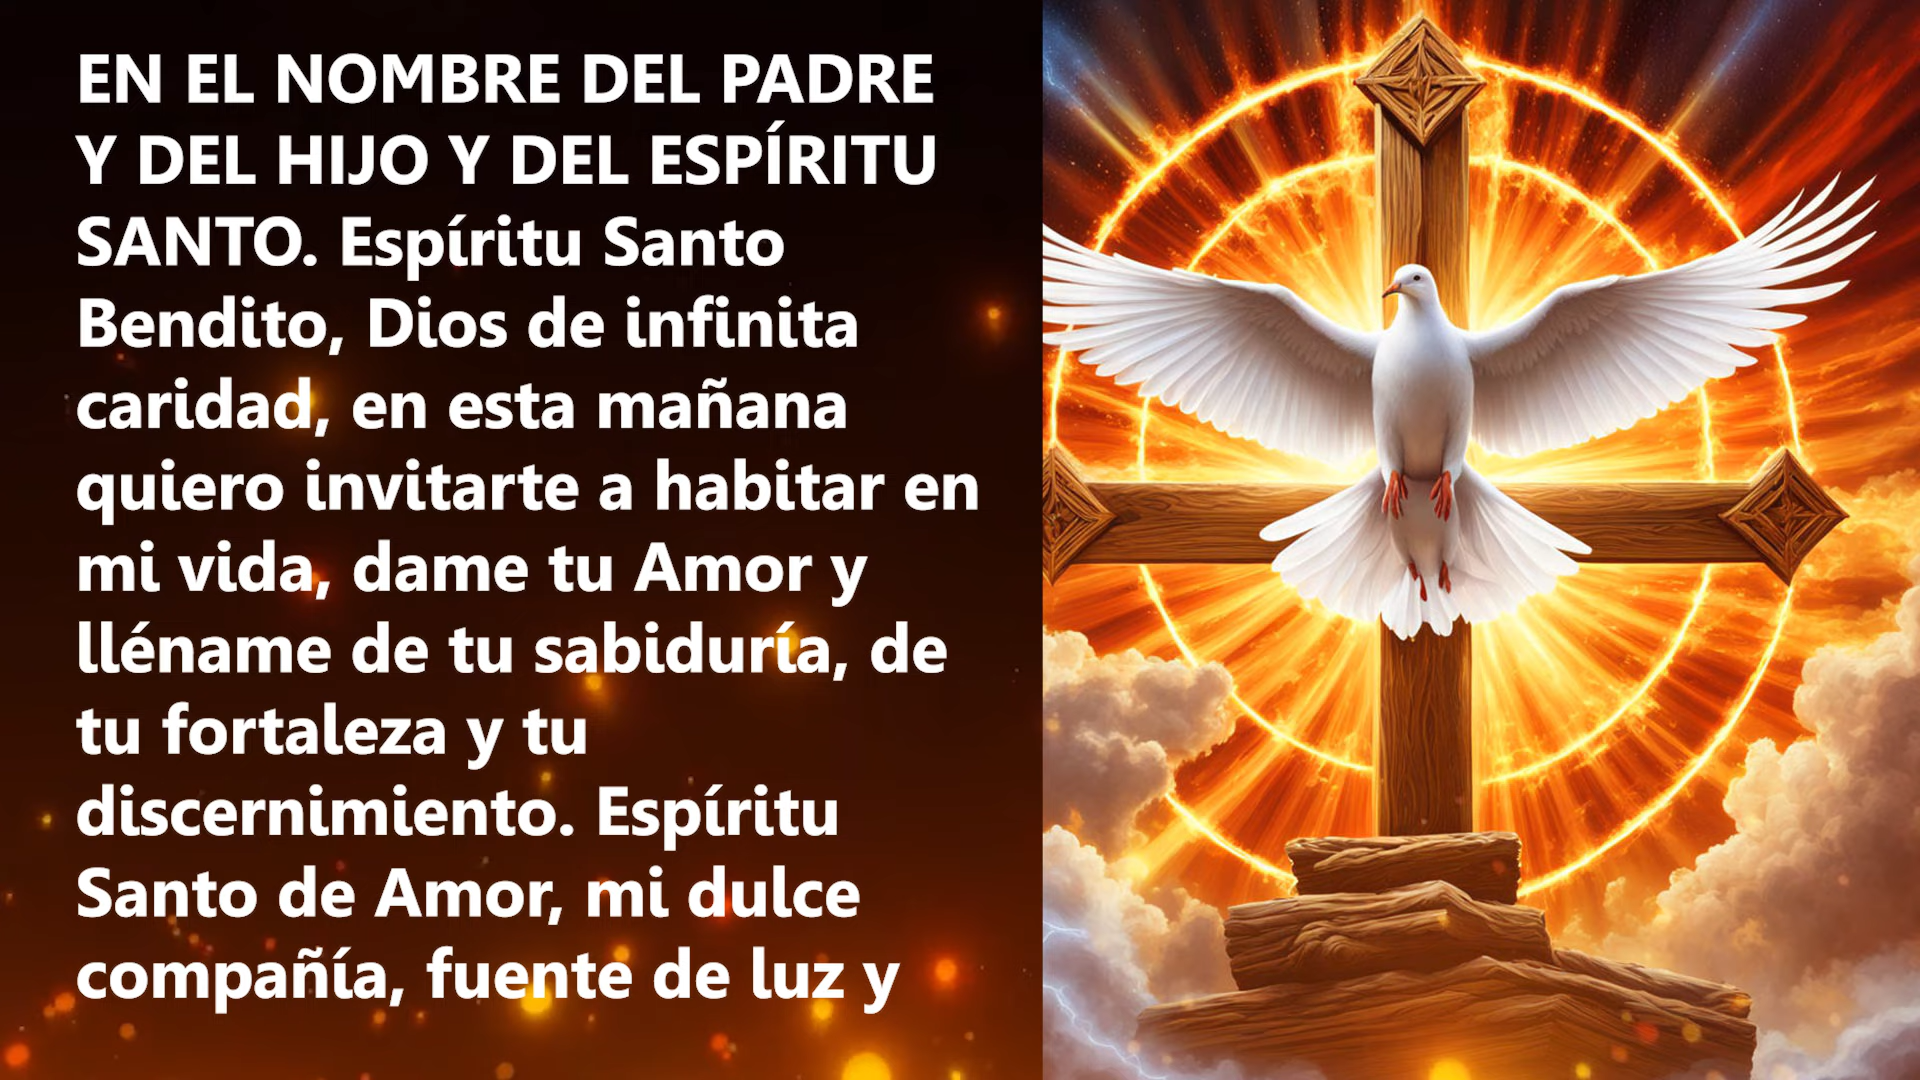 EN EL NOMBRE DEL PADRE
Y DEL HIJO Y DEL ESPÍRITU
SANTO. Espíritu Santo
Bendito, Dios de infinita
caridad, en esta mañana
quiero invitarte a habitar en
mi vida, dame tu Amor y
lléname de tu sabiduría, de
tu fortaleza y tu
discernimiento. Espíritu
Santo de Amor, mi dulce
compañía, fuente de luz y